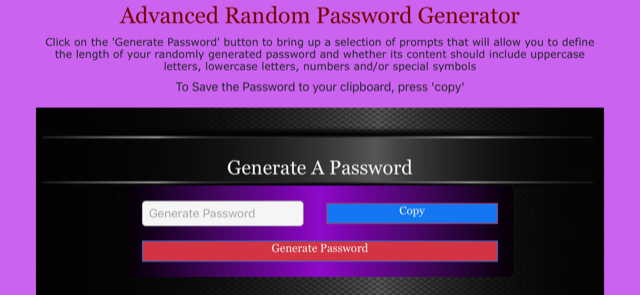 Advanced Random Password Generator
Click on the 'Generate Password' button to bring up a selection of prompts that will allow you to define
the length of your randomly generated password and whether its content should include uppercase
letters, lowercase letters, numbers and/or special symbols
To Save the Password to your clipboard, press 'copy'
Generate A Password
Generate Password
Copy
Generate Password